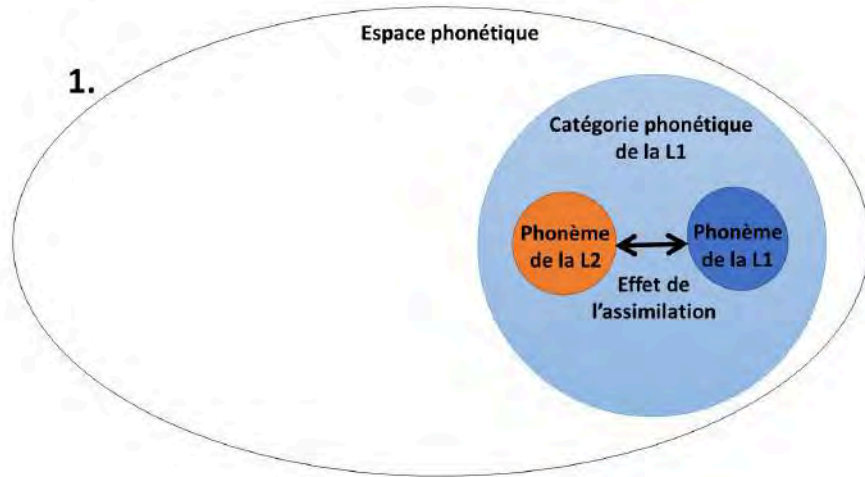 Espace phonétique
1.
Catégorie phonétique
de la L1
Phonème
de la L2
Phonème
de la L1
Effet de
l'assimilation